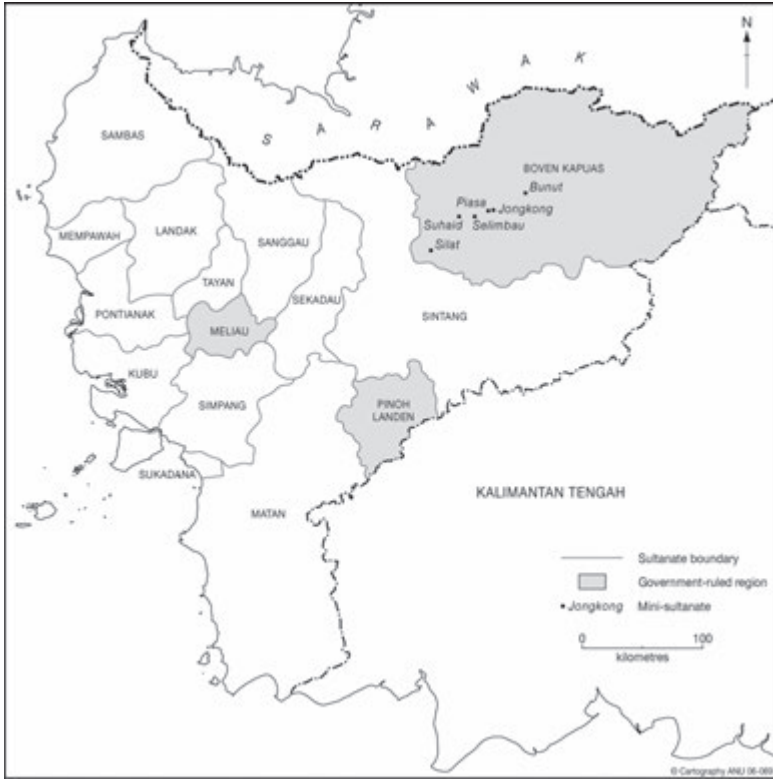 N
SARAWAK
SAMBAS
BOVEN KAPUAS
Bunut
Piasa
Jongkong
Suhaid
Selimbau
Silat
MEMPAWAH
LANDAK
SANGGAU
TAYAN
SEKADAU
PONTIANAK
MELIAU
SINTANG
KUBU
SIMPANG
PINOH
LANDEN
SUKADANA
MATAN
KALIMANTAN TENGAH
Sultanate boundary
Government-ruled region
Jongkong Mini-sultanate
0 100
kilometres
© Cartography ANU 06-069